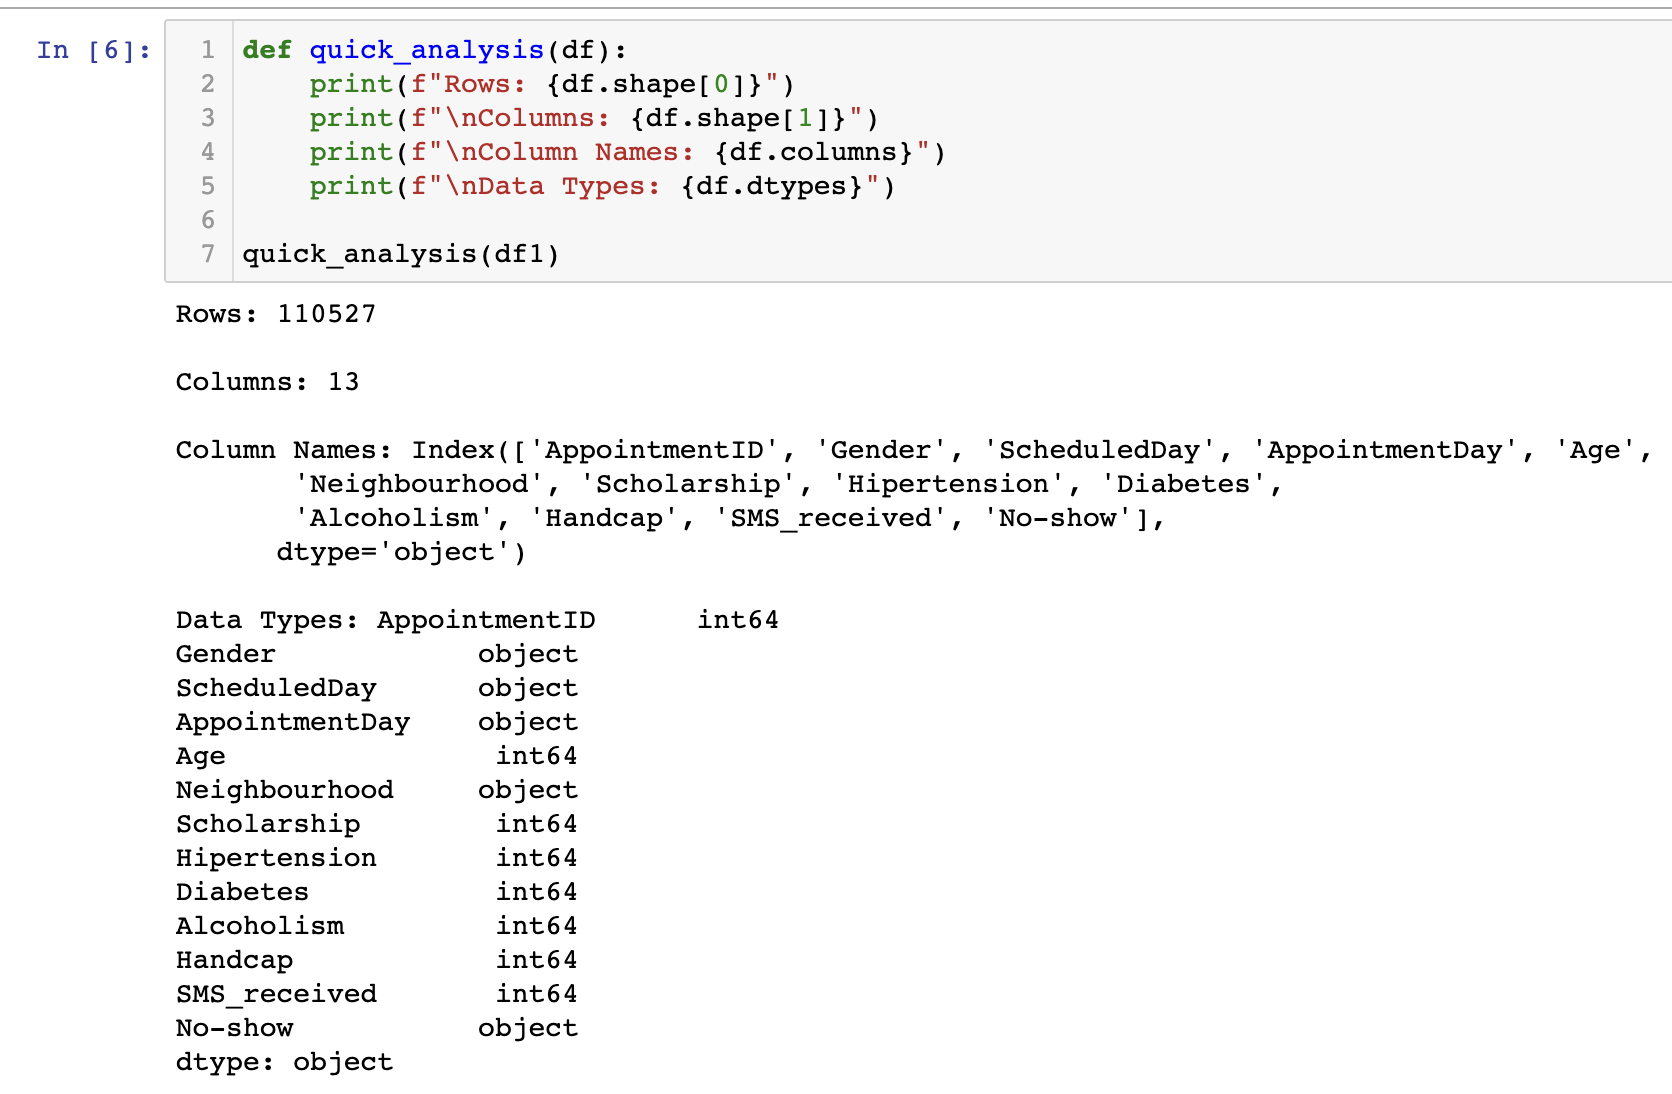 In [6]:
1 def quick_analysis(df):
2     print(f"Rows: {df.shape[0]}")
3     print(f"\nColumns: {df.shape[1]}")
4     print(f"\nColumn Names: {df.columns}")
5     print(f"\nData Types: {df.dtypes}")
6
7 quick_analysis(df1)
Rows: 110527
Columns: 13
Column Names: Index(['AppointmentID', 'Gender', 'ScheduledDay', 'AppointmentDay', 'Age',
       'Neighbourhood', 'Scholarship', 'Hipertension', 'Diabetes',
       'Alcoholism', 'Handcap', 'SMS_received', 'No-show'],
      dtype='object')
Data Types: AppointmentID      int64
Gender            object
ScheduledDay      object
AppointmentDay    object
Age                int64
Neighbourhood     object
Scholarship        int64
Hipertension       int64
Diabetes           int64
Alcoholism         int64
Handcap            int64
SMS_received       int64
No-show           object
dtype: object